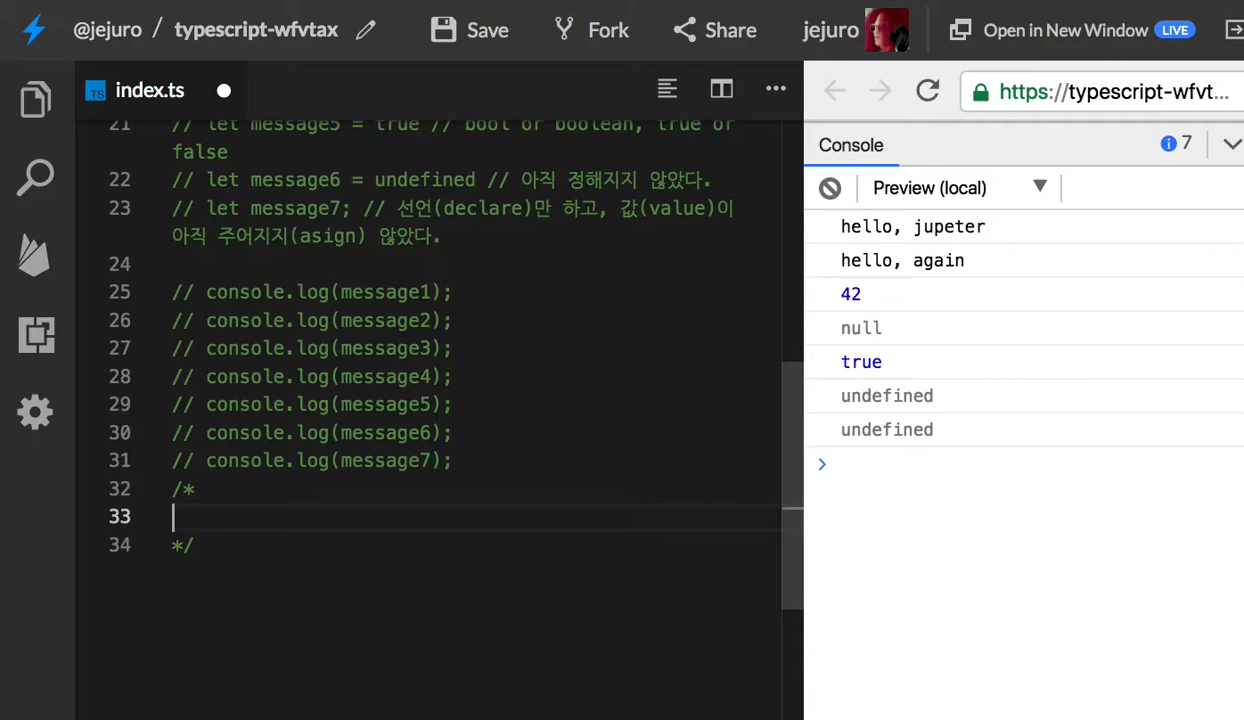 @jejuro / typescript-wfvtax Save Fork Share jejuro Open in New Window LIVE
TS index.ts
https://typescript-wfvt...
21 // let message5 = true // bool or boolean, true or
false
22 // let message6 = undefined // 아직 정해지지 않았다.
23 // let message7; // 선언(declare)만 하고, 값(value)이
아직 주어지지(asign) 않았다.
24
25 // console.log(message1);
26 // console.log(message2);
27 // console.log(message3);
28 // console.log(message4);
29 // console.log(message5);
30 // console.log(message6);
31 // console.log(message7);
32 /*
33
34 */
Console 7
Preview (local)
hello, jupeter
hello, again
42
null
true
undefined
undefined
>